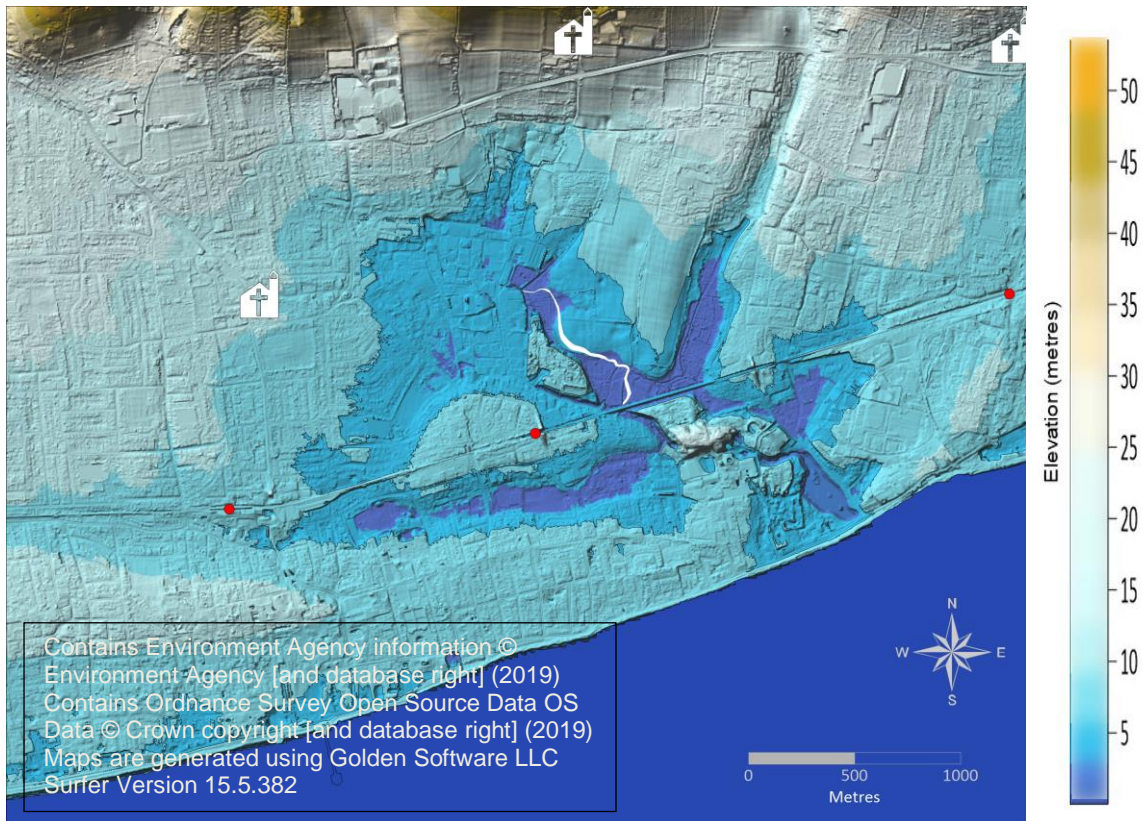 50
45
40
35
30
25
20
15
10
5
Elevation (metres)
N
W E
S
0 500 1000
Metres
Contains Environment Agency information ©
Environment Agency [and database right] (2019)
Contains Ordnance Survey Open Source Data OS
Data © Crown copyright [and database right] (2019)
Maps are generated using Golden Software LLC
Surfer Version 15.5.382